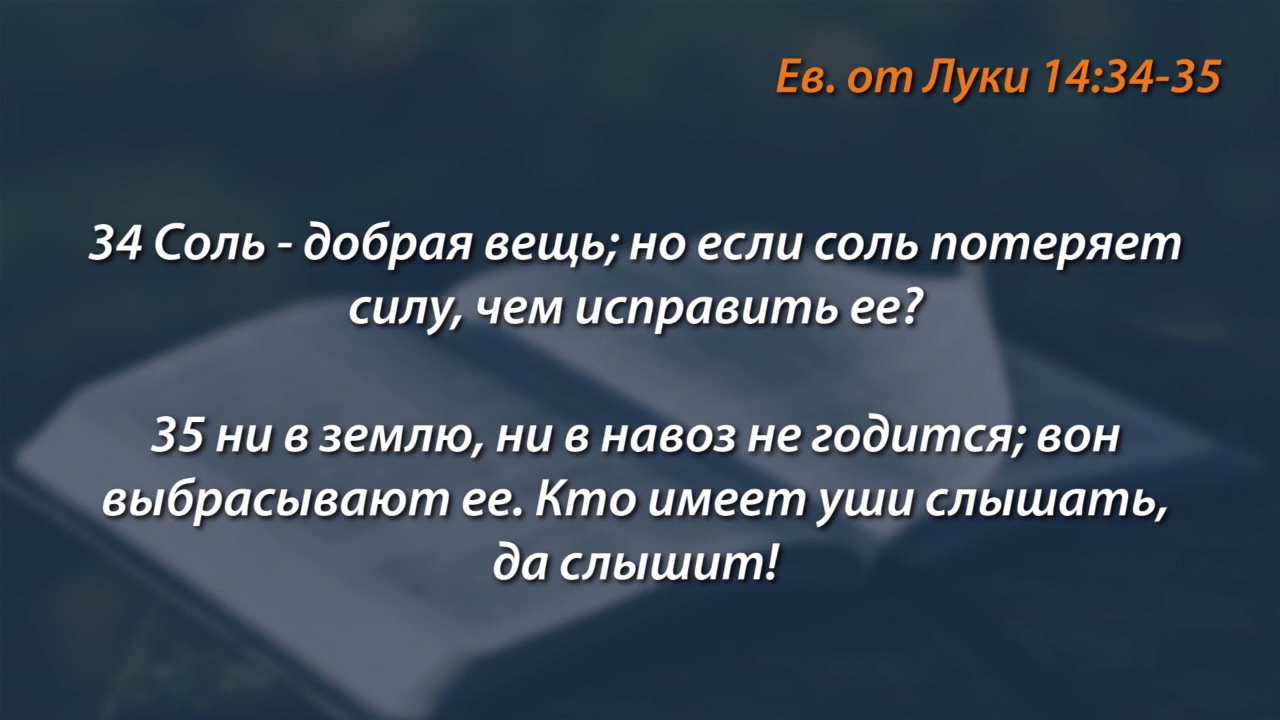 Ев. от Луки 14:34-35
34 Соль - добрая вещь; но если соль потеряет
силу, чем исправить ее?
35 ни в землю, ни в навоз не годится; вон
выбрасывают ее. Кто имеет уши слышать,
да слышит!